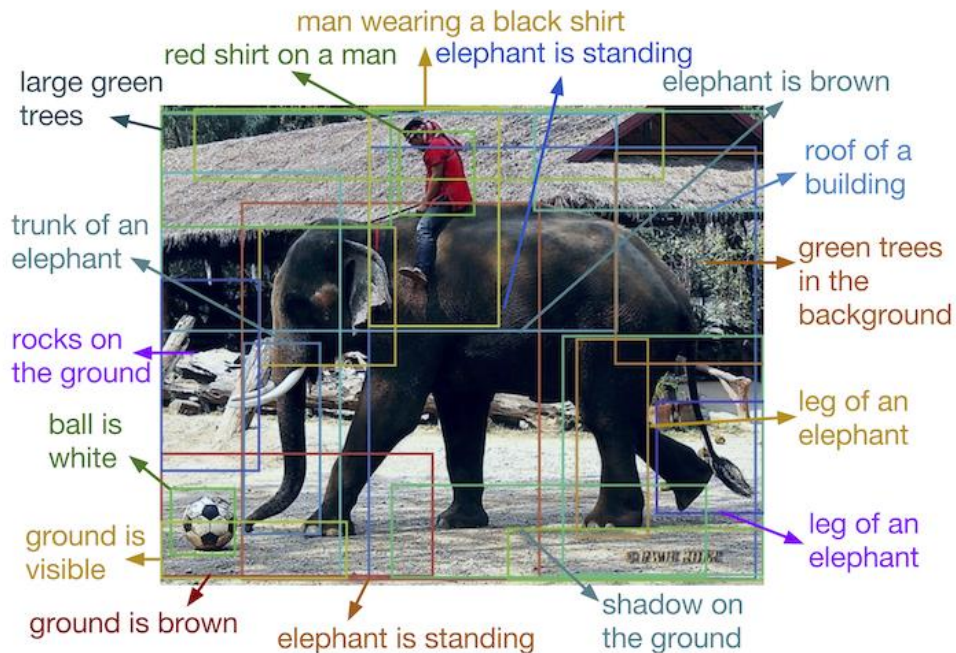 man wearing a black shirt
red shirt on a man
elephant is standing
large green
trees
elephant is brown
roof of a
building
trunk of an
elephant
green trees
in the
background
rocks on
the ground
leg of an
elephant
ball is
white
ground is
visible
leg of an
elephant
ground is brown
elephant is standing
shadow on
the ground